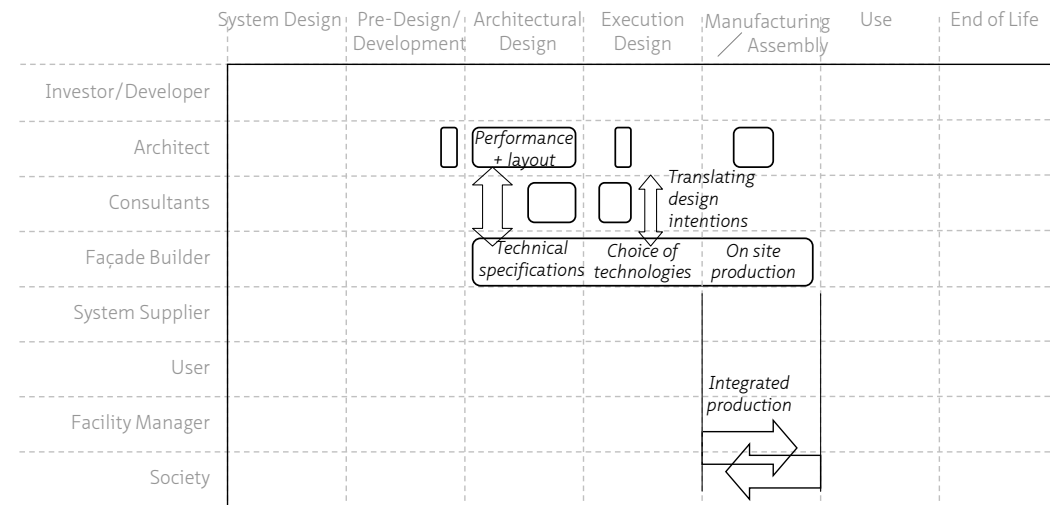 System Design
Pre-Design/
Development
Architectural
Design
Execution
Design
Manufacturing
/ Assembly
Use
End of Life
Investor/Developer
Architect
Performance
+ layout
Consultants
Translating
design
intentions
Façade Builder
Technical
specifications
Choice of
technologies
On site
production
System Supplier
User
Integrated
production
Facility Manager
Society